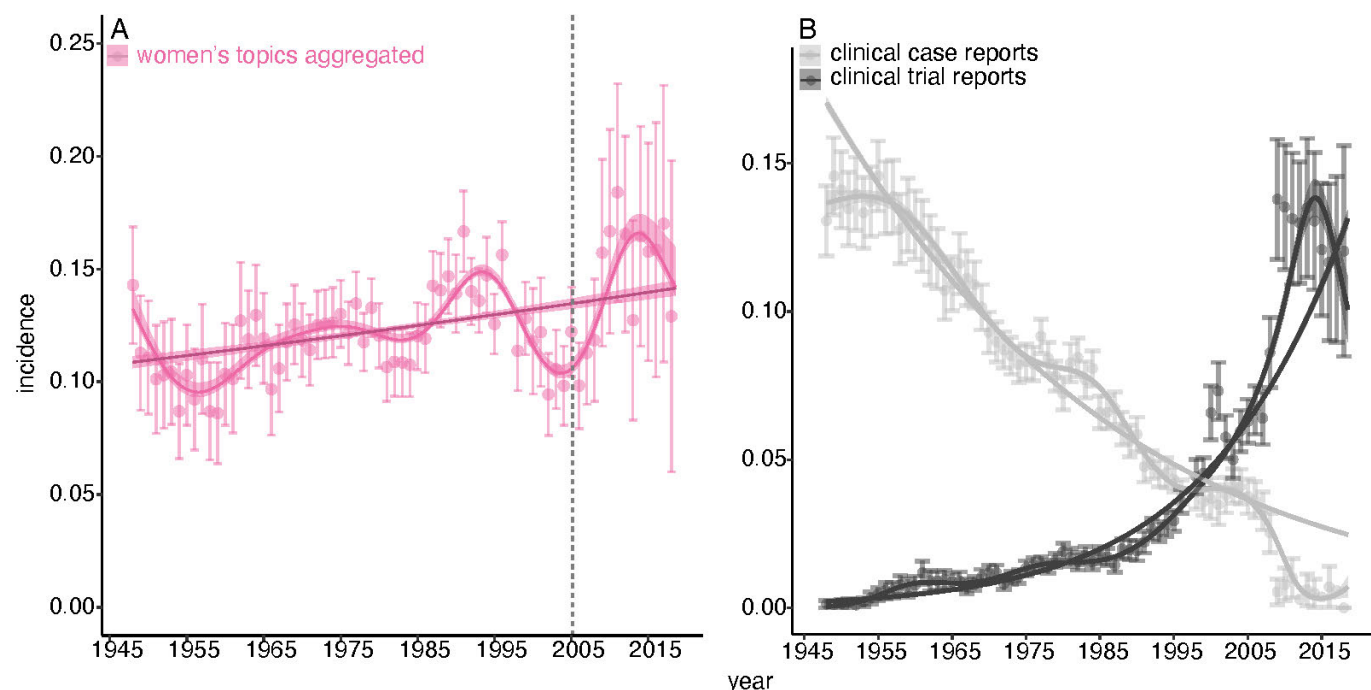 A
women's topics aggregated
0.25
0.20
0.15
0.10
0.05
0.00
incidence
1945 1955 1965 1975 1985 1995 2005 2015
B
clinical case reports
clinical trial reports
0.15
0.10
0.05
0.00
1945 1955 1965 1975 1985 1995 2005 2015
year